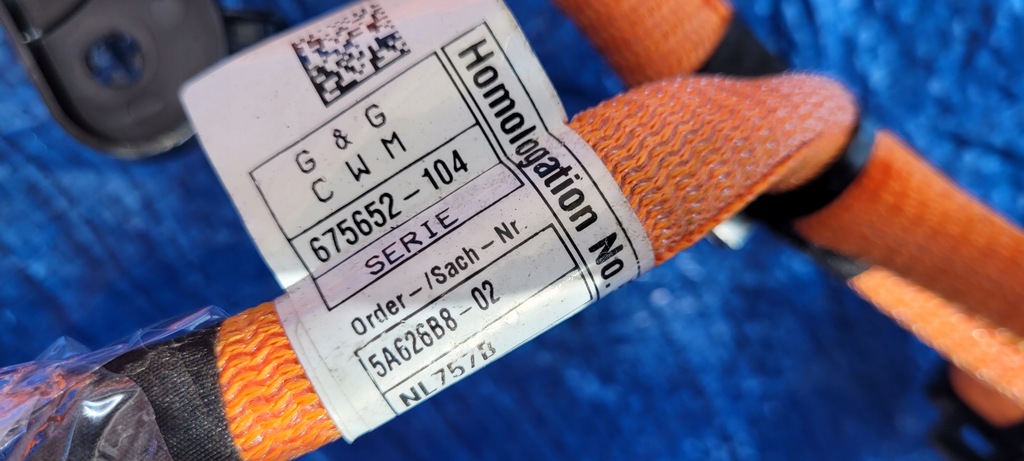 G & G
C W M
675652-104
SERIE
Order-/Sach-Nr.
5A626B8-02
NL757B
Homologation No.